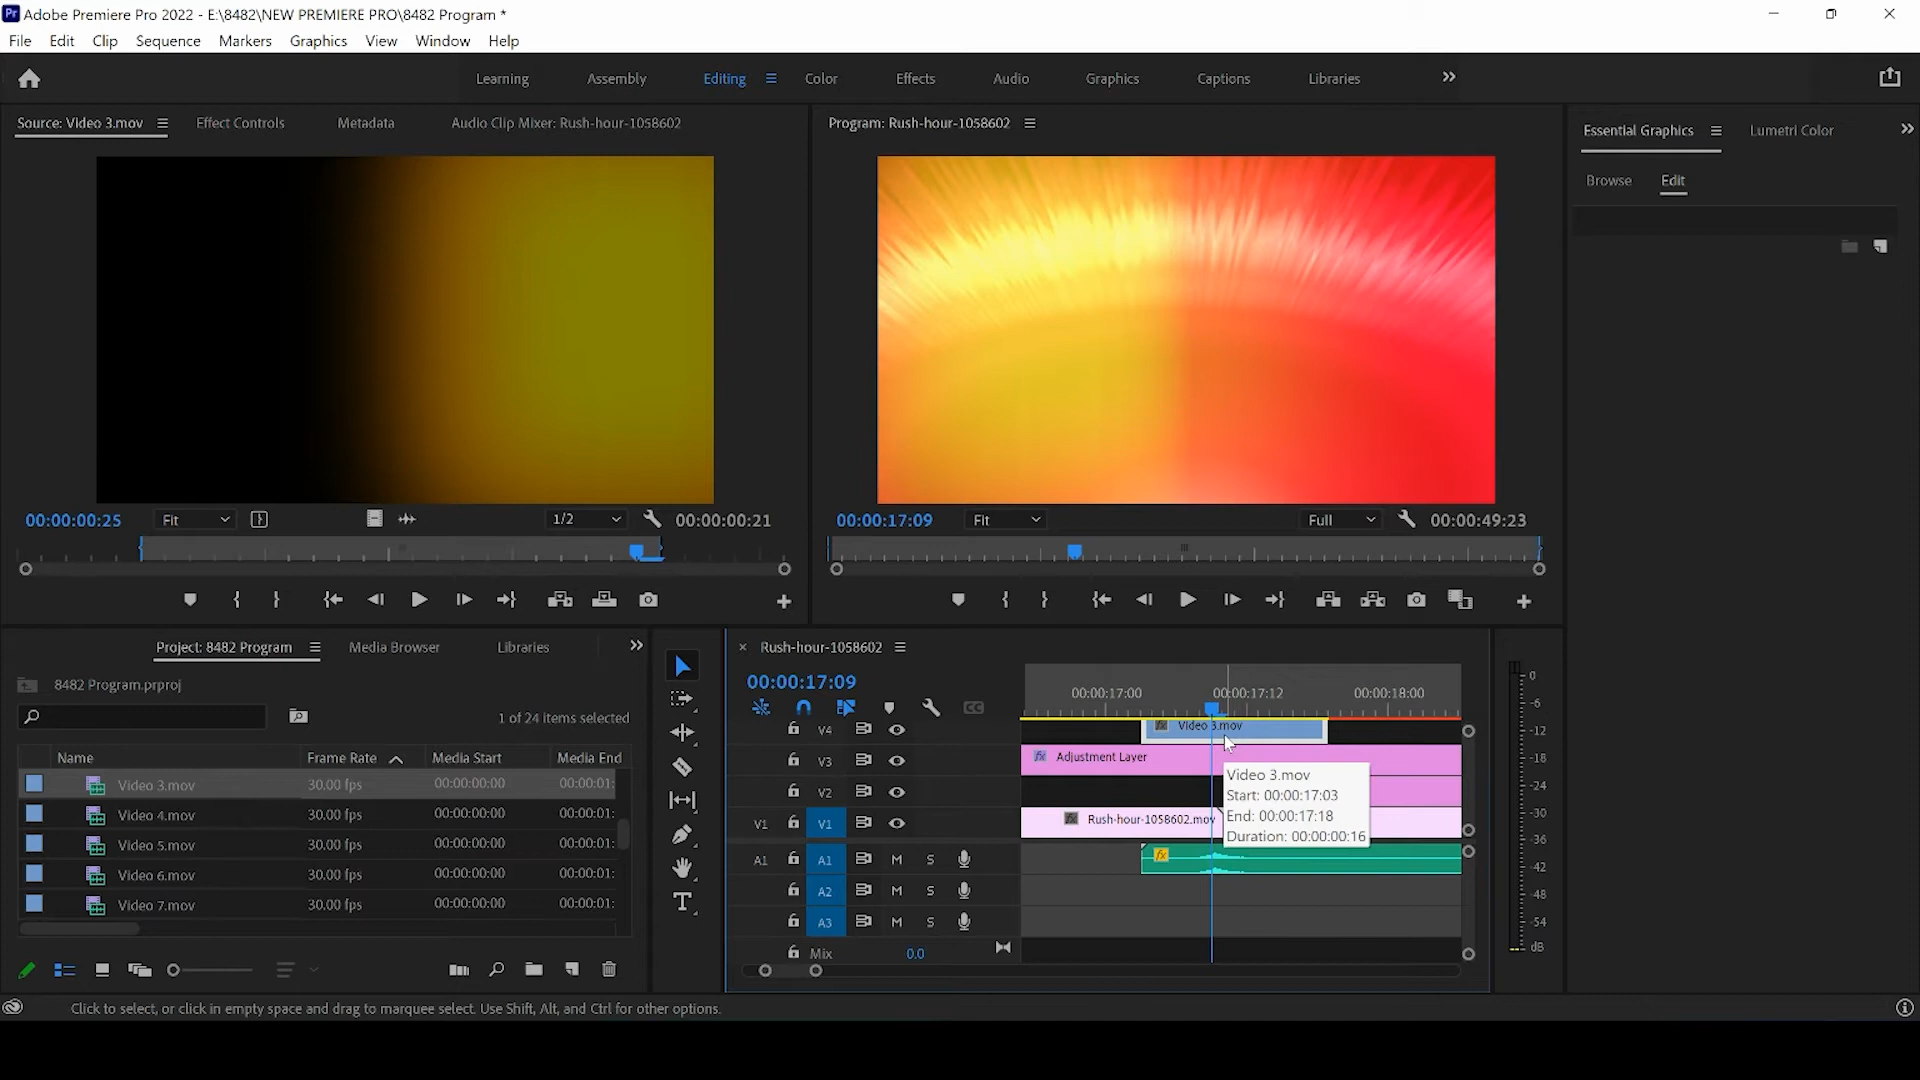 Pr Adobe Premiere Pro 2022 - E:\8482\NEW PREMIERE PRO\8482 Program *
File Edit Clip Sequence Markers Graphics View Window Help
Learning Assembly Editing Color Effects Audio Graphics Captions Libraries
Source: Video 3.mov Effect Controls Metadata Audio Clip Mixer: Rush-hour-1058602
Program: Rush-hour-1058602
Essential Graphics Lumetri Color
Browse Edit
00:00:00:25 Fit 1/2 00:00:00:21
00:00:17:09 Fit Full 00:00:49:23
Project: 8482 Program Media Browser Libraries
8482 Program.prproj
1 of 24 items selected
Name Frame Rate Media Start Media End
Video 3.mov 30.00 fps 00:00:00:00 00:00:01:
Video 4.mov 30.00 fps 00:00:00:00 00:00:01:
Video 5.mov 30.00 fps 00:00:00:00 00:00:01:
Video 6.mov 30.00 fps 00:00:00:00 00:00:01:
Video 7.mov 30.00 fps 00:00:00:00 00:00:01:
Rush-hour-1058602
00:00:17:09
00:00:17:00 00:00:17:12 00:00:18:00
CC
V4 fx Video 3.mov
V3 fx Adjustment Layer
V2
V1 V1 fx Rush-hour-1058602.mov
Video 3.mov
Start: 00:00:17:03
End: 00:00:17:18
Duration: 00:00:00:16
A1 A1 M S fx
A2 M S
A3 M S
Mix 0.0
0
-6
-12
-18
-24
-30
-36
-42
-48
-54
dB
Click to select, or click in empty space and drag to marquee select. Use Shift, Alt, and Ctrl for other options.